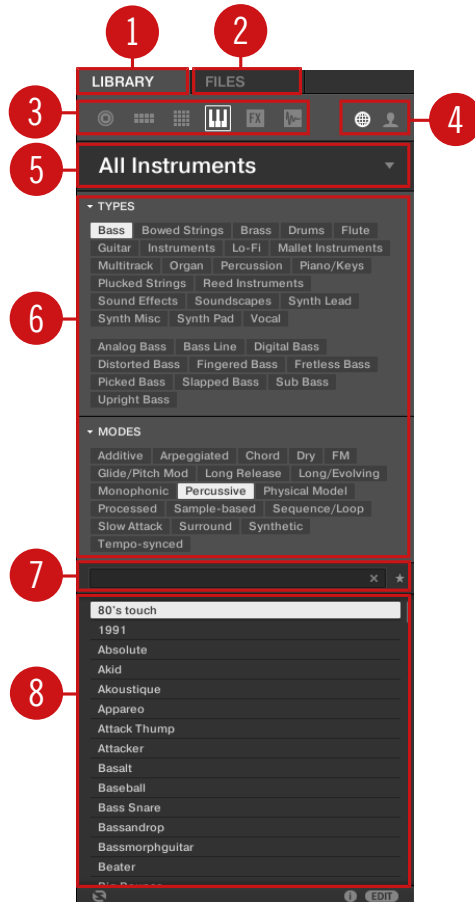 1 2
LIBRARY FILES
3 FX 4
5 All Instruments
TYPES
Bass Bowed Strings Brass Drums Flute
Guitar Instruments Lo-Fi Mallet Instruments
Multitrack Organ Percussion Piano/Keys
Plucked Strings Reed Instruments
Sound Effects Soundscapes Synth Lead
6 Synth Misc Synth Pad Vocal
Analog Bass Bass Line Digital Bass
Distorted Bass Fingered Bass Fretless Bass
Picked Bass Slapped Bass Sub Bass
Upright Bass
MODES
Additive Arpeggiated Chord Dry FM
Glide/Pitch Mod Long Release Long/Evolving
Monophonic Percussive Physical Model
Processed Sample-based Sequence/Loop
Slow Attack Surround Synthetic
Tempo-synced
7
80's touch
1991
Absolute
Akid
8 Akoustique
Appareo
Attack Thump
Attacker
Basalt
Baseball
Bass Snare
Bassandrop
Bassmorphguitar
Beater
i EDIT